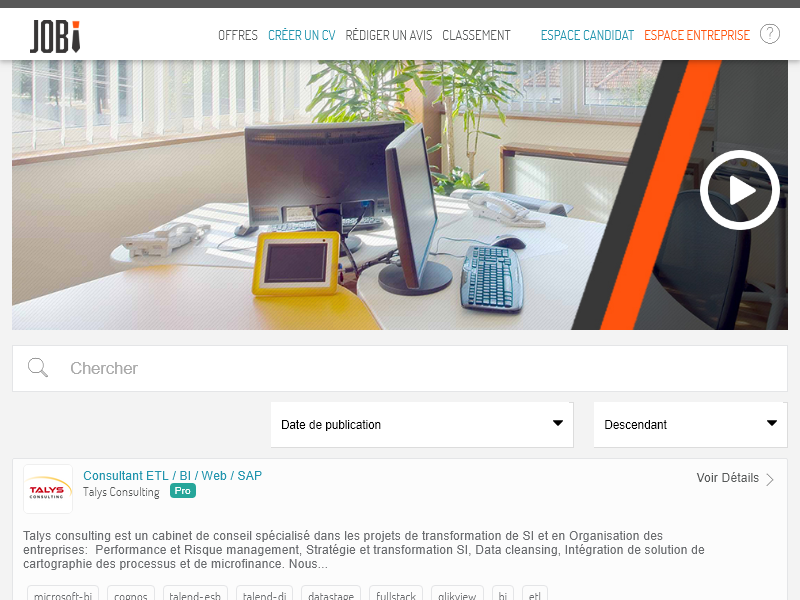 JOBi
OFFRES CRÉER UN CV RÉDIGER UN AVIS CLASSEMENT ESPACE CANDIDAT ESPACE ENTREPRISE ?
Chercher
Date de publication Descendant
TALYS
CONSULTING
Consultant ETL / BI / Web / SAP
Talys Consulting Pro
Voir Détails
Talys consulting est un cabinet de conseil spécialisé dans les projets de transformation de SI et en Organisation des
entreprises: Performance et Risque management, Stratégie et transformation SI, Data cleansing, Intégration de solution de
cartographie des processus et de microfinance. Nous...
microsoft-bi cognos talend-esb talend-di datastage fullstack qlikview bi etl